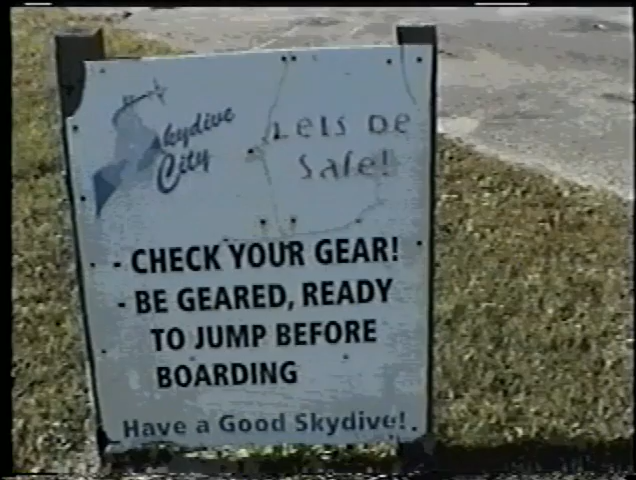 Skydive
City
Lets be
Safe!
- CHECK YOUR GEAR!
- BE GEARED, READY
TO JUMP BEFORE
BOARDING
Have a Good Skydive!.